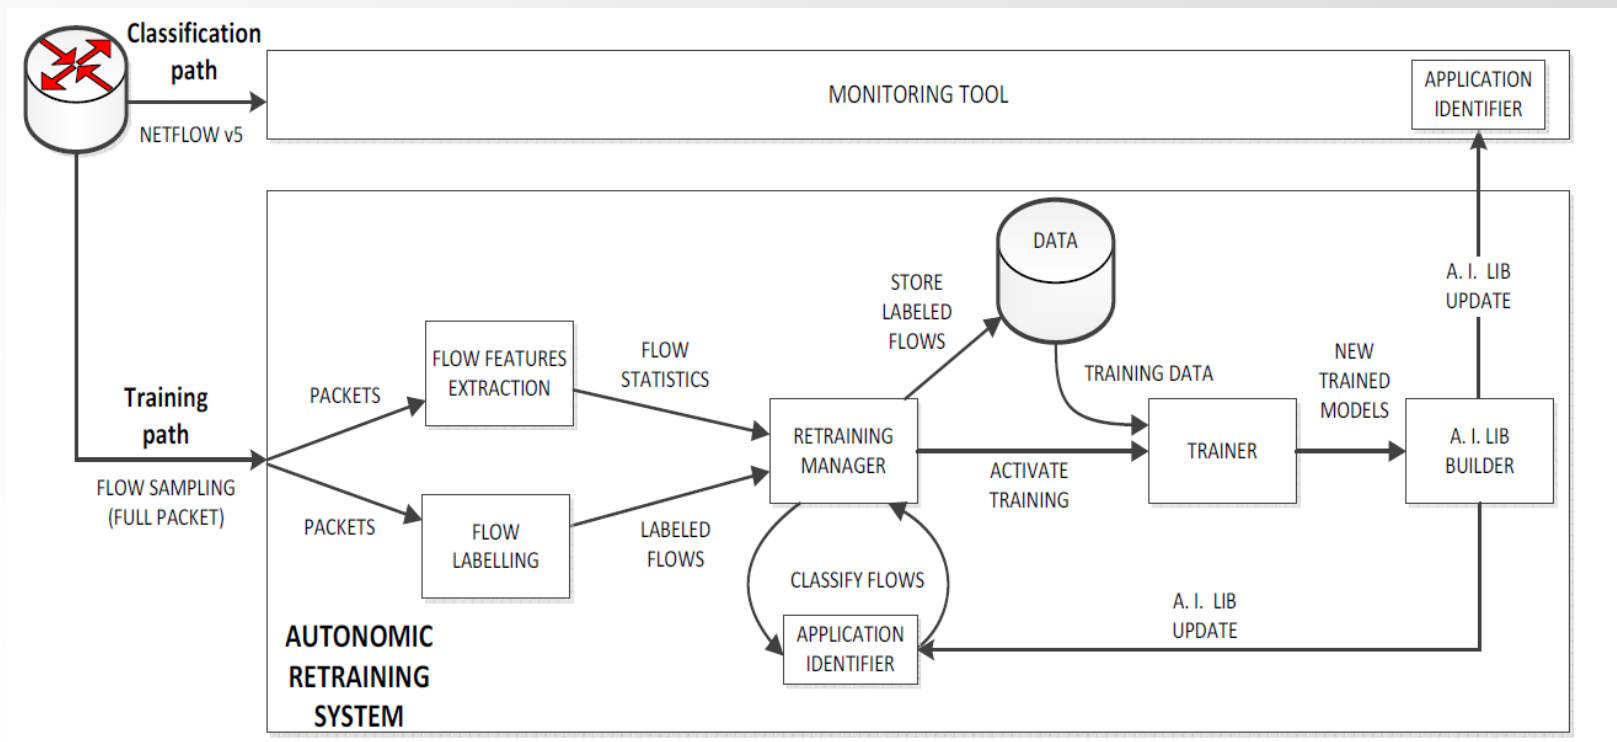 Classification
path
NETFLOW v5
MONITORING TOOL
APPLICATION
IDENTIFIER
Training
path
FLOW SAMPLING
(FULL PACKET)
PACKETS
PACKETS
FLOW FEATURES
EXTRACTION
FLOW
LABELLING
FLOW
STATISTICS
LABELED
FLOWS
RETRAINING
MANAGER
STORE
LABELED
FLOWS
DATA
TRAINING DATA
ACTIVATE
TRAINING
TRAINER
NEW
TRAINED
MODELS
A. I. LIB
BUILDER
A. I. LIB
UPDATE
CLASSIFY FLOWS
APPLICATION
IDENTIFIER
A. I. LIB
UPDATE
AUTONOMIC
RETRAINING
SYSTEM